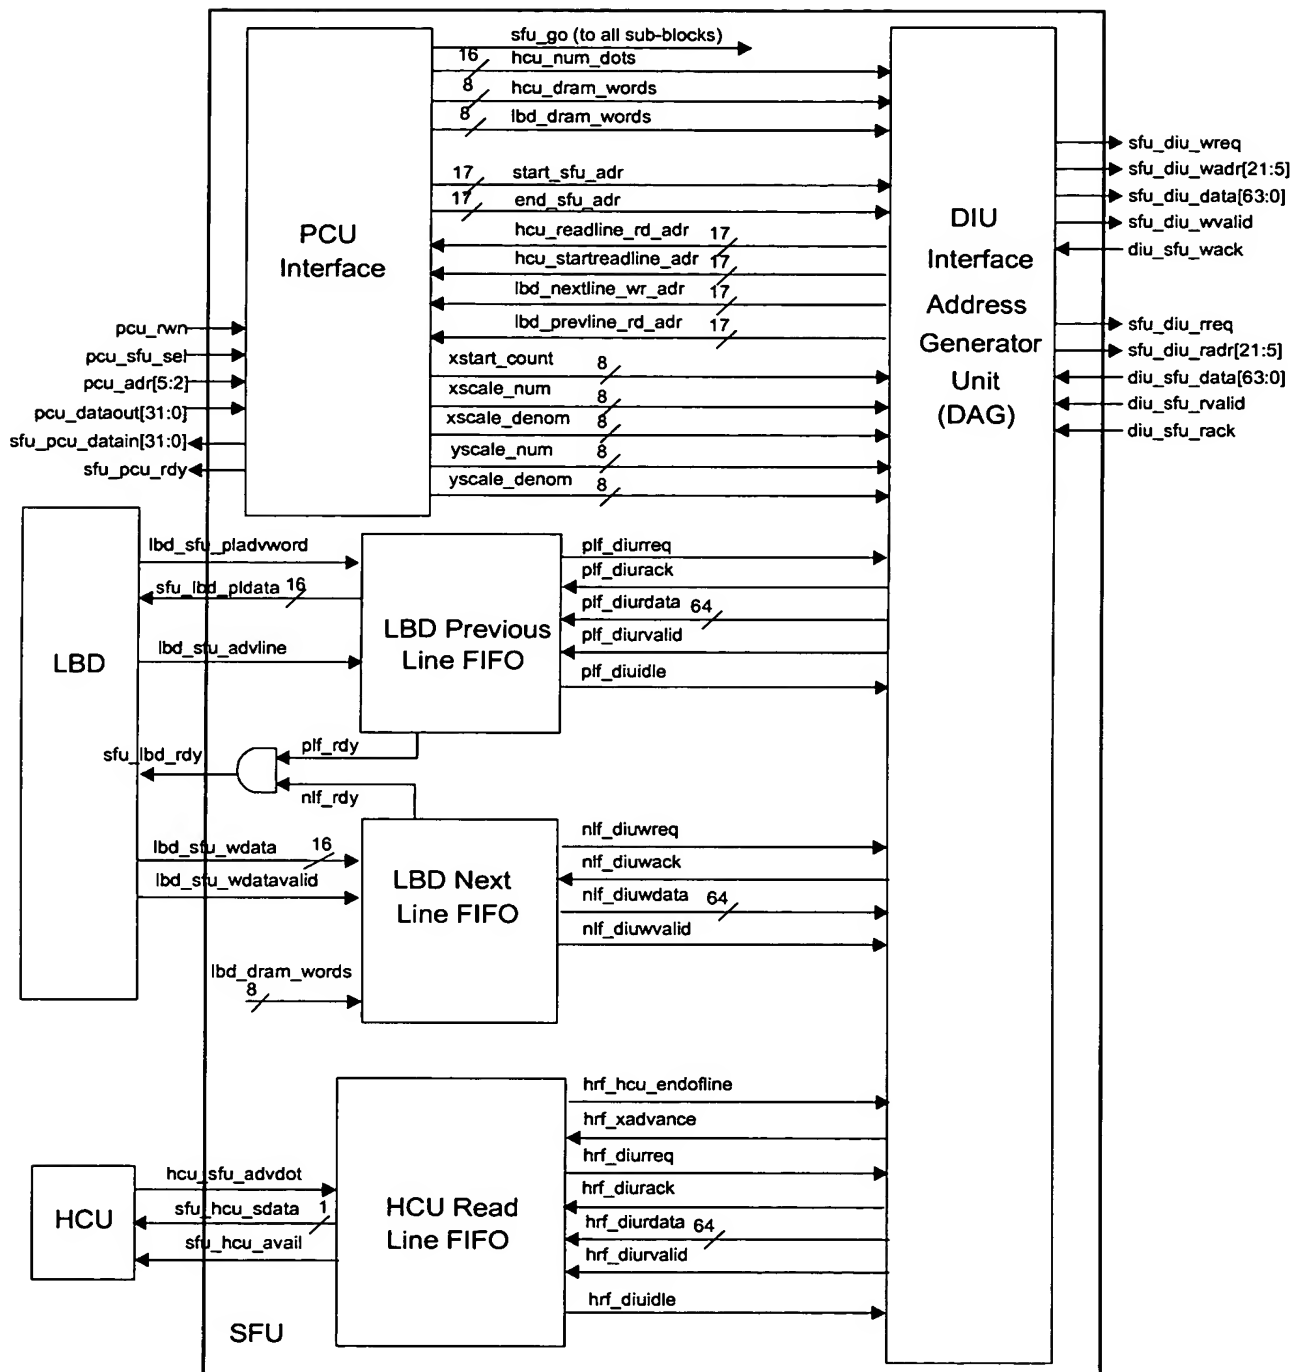 sfu_go (to all sub-blocks)
16 hcu_num_dots
8 hcu_dram_words
8 lbd_dram_words
17 start_sfu_adr
17 end_sfu_adr
hcu_readline_rd_adr 17
hcu_startreadline_adr 17
lbd_nextline_wr_adr 17
lbd_prevline_rd_adr 17
xstart_count 8
xscale_num 8
xscale_denom 8
yscale_num 8
yscale_denom 8
PCU
Interface
DIU
Interface
Address
Generator
Unit
(DAG)
pcu_rwn
pcu_sfu_sel
pcu_adr[5:2]
pcu_dataout[31:0]
sfu_pcu_datain[31:0]
sfu_pcu_rdy
sfu_diu_wreq
sfu_diu_wadr[21:5]
sfu_diu_data[63:0]
sfu_diu_wvalid
diu_sfu_wack
sfu_diu_rreq
sfu_diu_radr[21:5]
diu_sfu_data[63:0]
diu_sfu_rvalid
diu_sfu_rack
LBD
lbd_sfu_pladvword
sfu_lbd_pldata 16
lbd_sfu_advline
LBD Previous
Line FIFO
plf_diurreq
plf_diurack
plf_diurdata 64
plf_diurvalid
plf_diuidle
sfu_lbd_rdy
plf_rdy
nlf_rdy
lbd_sfu_wdata 16
lbd_sfu_wdatavalid
lbd_dram_words
8
LBD Next
Line FIFO
nlf_diuwreq
nlf_diuwack
nlf_diuwdata 64
nlf_diuwvalid
HCU
hcu_sfu_advdot
sfu_hcu_sdata 1
sfu_hcu_avail
HCU Read
Line FIFO
hrf_hcu_endofline
hrf_xadvance
hrf_diurreq
hrf_diurack
hrf_diurdata 64
hrf_diurvalid
hrf_diuidle
SFU